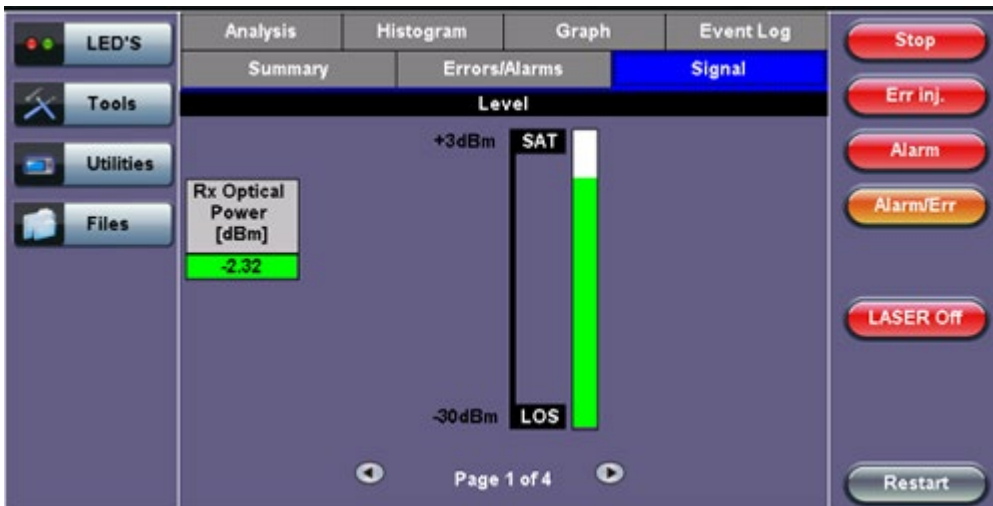 LED'S
Tools
Utilities
Files
Analysis
Histogram
Graph
Event Log
Summary
Errors/Alarms
Signal
Level
+3dBm
SAT
Rx Optical
Power
[dBm]
-2.32
-30dBm
LOS
Page 1 of 4
Stop
Err inj.
Alarm
Alarm/Err
LASER Off
Restart